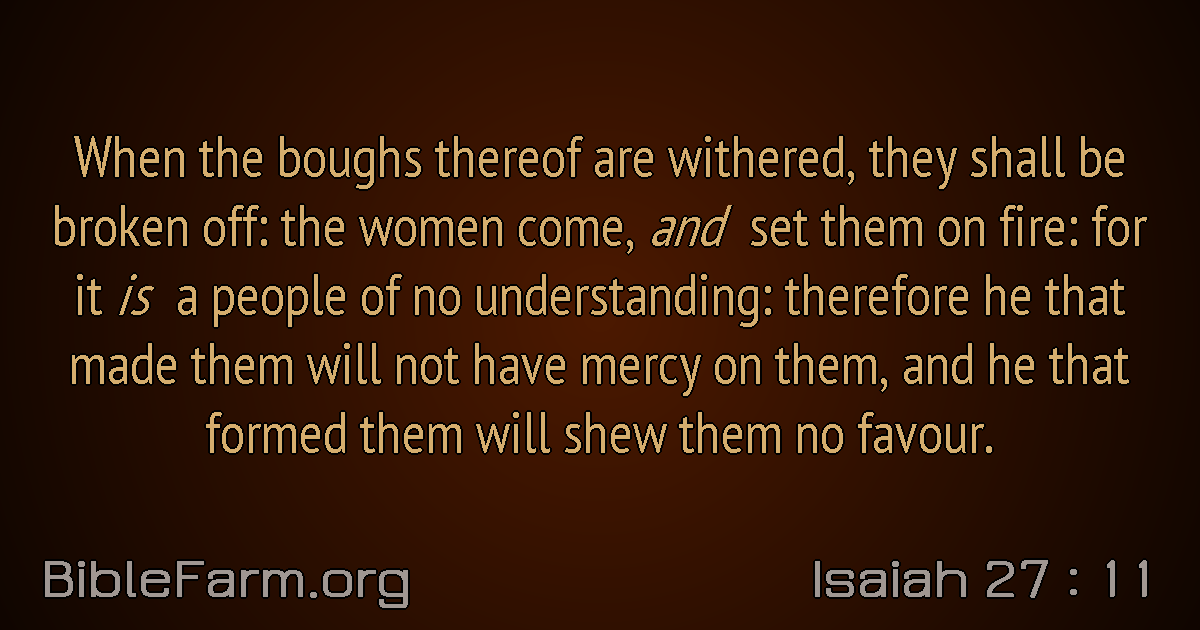 When the boughs thereof are withered, they shall be
broken off: the women come, and set them on fire: for
it is a people of no understanding: therefore he that
made them will not have mercy on them, and he that
formed them will shew them no favour.
BibleFarm.org
Isaiah 27 : 11